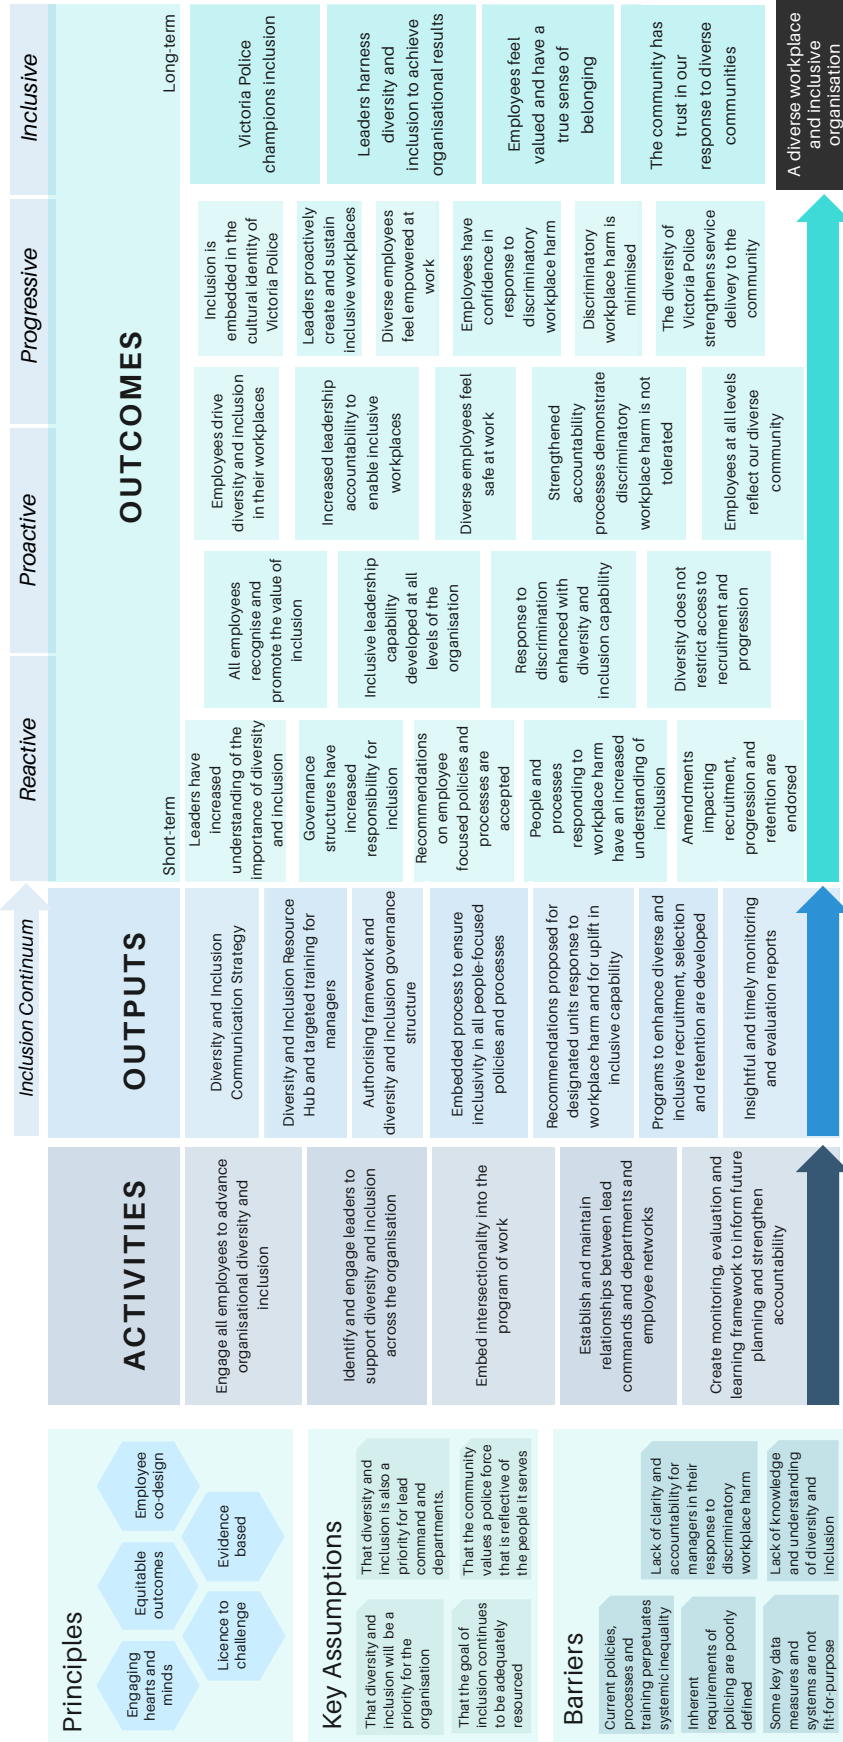 Principles
Engaging
hearts and
minds
Equitable
outcomes
Employee
co-design
Licence to
challenge
Evidence
based
Key Assumptions
That diversity and
inclusion will be a
priority for the
organisation
That diversity and
inclusion is also a
priority for lead
command and
departments.
That the goal of
inclusion continues
to be adequately
resourced
That the community
values a police force
that is reflective of
the people it serves
Barriers
Current policies,
processes and
training perpetuates
systemic inequality
Lack of clarity and
accountability for
managers in their
response to
discriminatory
workplace harm
Inherent
requirements of
policing are poorly
defined
Some key data
measures and
systems are not
fit-for-purpose
Lack of knowledge
and understanding
of diversity and
inclusion
ACTIVITIES
Engage all employees to advance
organisational diversity and
inclusion
Identify and engage leaders to
support diversity and inclusion
across the organisation
Embed intersectionality into the
program of work
Establish and maintain
relationships between lead
commands and departments and
employee networks
Create monitoring, evaluation and
learning framework to inform future
planning and strengthen
accountability
Inclusion Continuum
OUTPUTS
Diversity and Inclusion
Communication Strategy
Diversity and Inclusion Resource
Hub and targeted training for
managers
Authorising framework and
diversity and inclusion governance
structure
Embedded process to ensure
inclusivity in all people-focused
policies and processes
Recommendations proposed for
designated units response to
workplace harm and for uplift in
inclusive capability
Programs to enhance diverse and
inclusive recruitment, selection
and retention are developed
Insightful and timely monitoring
and evaluation reports
Reactive
Proactive
Progressive
Inclusive
OUTCOMES
Short-term
Long-term
Leaders have
increased
understanding of the
importance of diversity
and inclusion
Governance
structures have
increased
responsibility for
inclusion
Recommendations
on employee
focused policies and
processes are
accepted
People and
processes
responding to
workplace harm
have an increased
understanding of
inclusion
Amendments
impacting
recruitment,
progression and
retention are
endorsed
All employees
recognise and
promote the value of
inclusion
Inclusive leadership
capability
developed at all
levels of the
organisation
Response to
discrimination
enhanced with
diversity and
inclusion capability
Diversity does not
restrict access to
recruitment and
progression
Employees drive
diversity and inclusion
in their workplaces
Increased leadership
accountability to
enable inclusive
workplaces
Diverse employees feel
safe at work
Strengthened
accountability
processes demonstrate
discriminatory
workplace harm is not
tolerated
Employees at all levels
reflect our diverse
community
Inclusion is
embedded in the
cultural identity of
Victoria Police
Leaders proactively
create and sustain
inclusive workplaces
Diverse employees
feel empowered at
work
Employees have
confidence in
response to
discriminatory
workplace harm
Discriminatory
workplace harm is
minimised
The diversity of
Victoria Police
strengthens service
delivery to the
community
Victoria Police
champions inclusion
Leaders harness
diversity and
inclusion to achieve
organisational results
Employees feel
valued and have a
true sense of
belonging
The community has
trust in our
response to diverse
communities
A diverse workplace
and inclusive
organisation